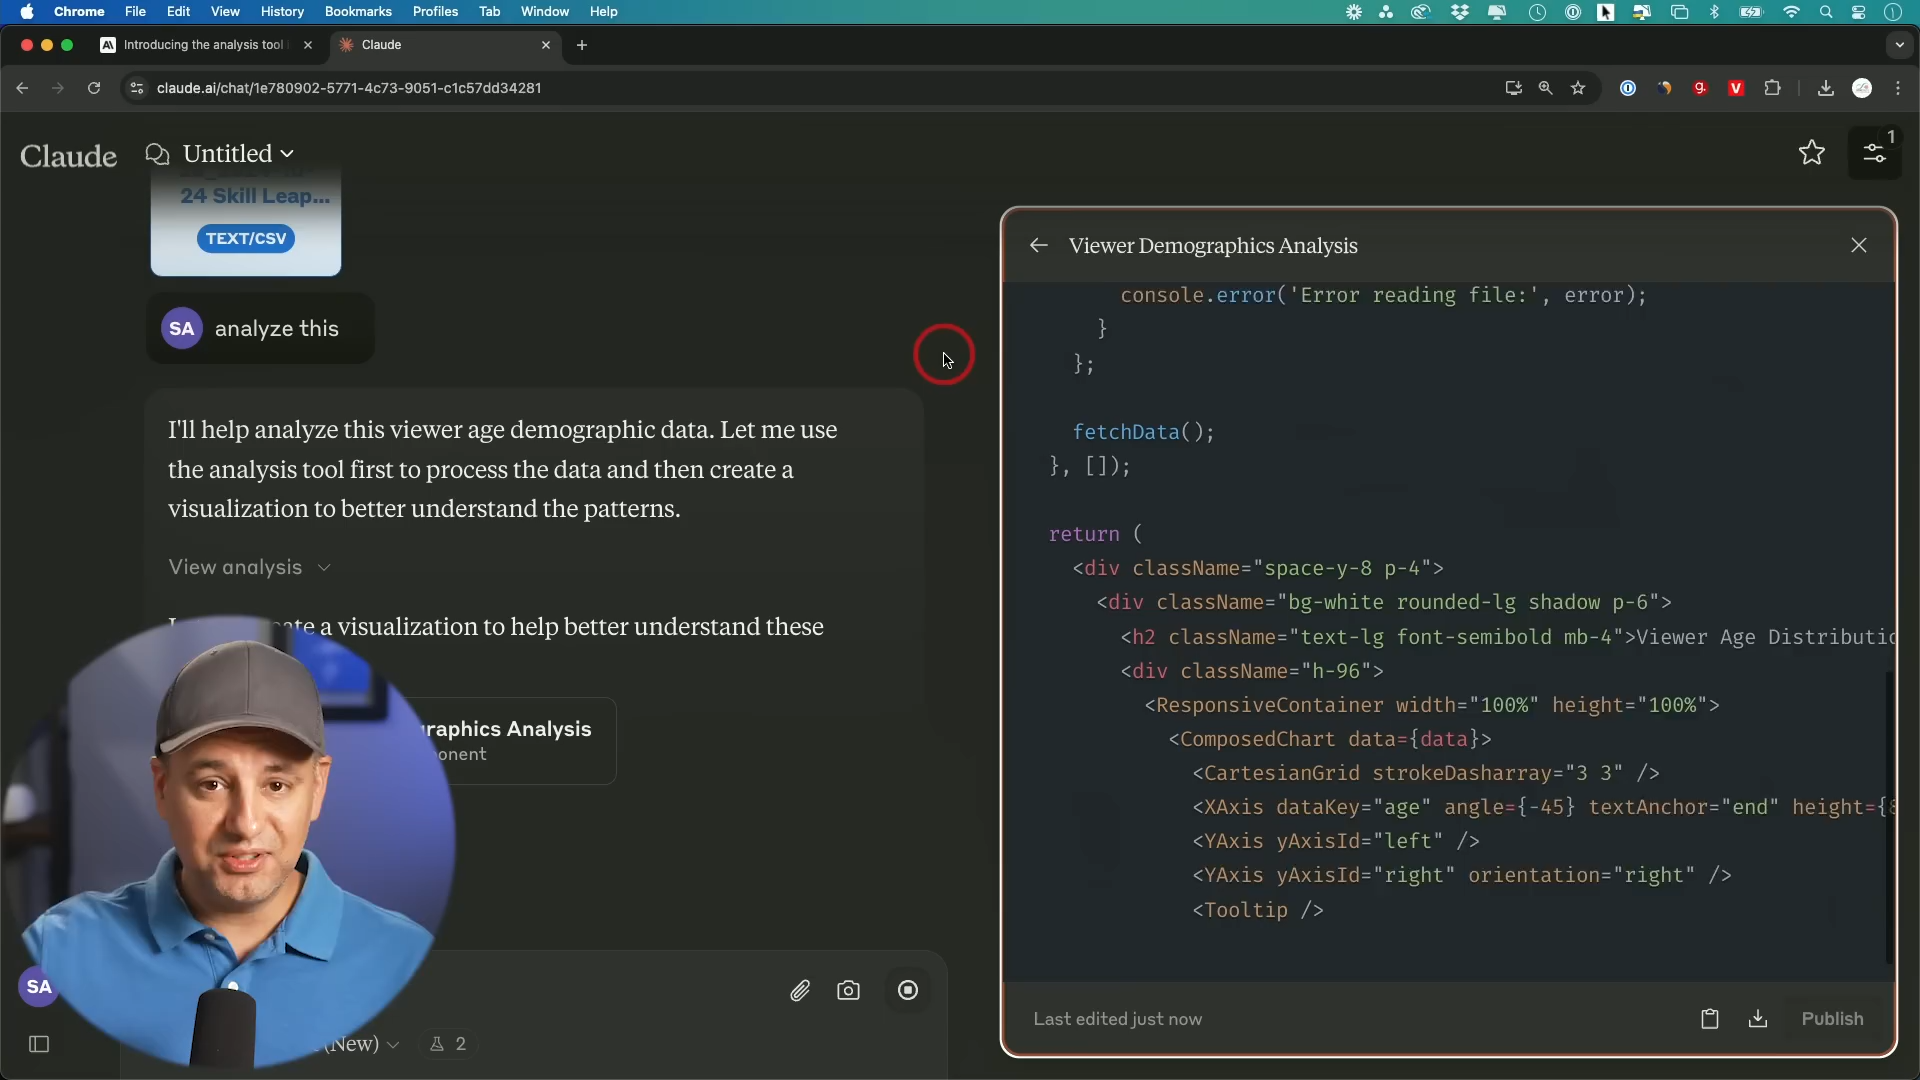 Chrome File Edit View History Bookmarks Profiles Tab Window Help
Introducing the analysis tool
Claude
claude.ai/chat/1e780902-5771-4c73-9051-c1c57dd34281
Claude
Untitled
1
24 Skill Leap...
TEXT/CSV
SA analyze this
I'll help analyze this viewer age demographic data. Let me use
the analysis tool first to process the data and then create a
visualization to better understand the patterns.
View analysis
a visualization to help better understand these
graphics Analysis
onent
SA
(New)
2
Viewer Demographics Analysis
console.error('Error reading file:', error);
}
};
fetchData();
}, []);
return (
<div className="space-y-8 p-4">
<div className="bg-white rounded-lg shadow p-6">
<h2 className="text-lg font-semibold mb-4">Viewer Age Distributio
<div className="h-96">
<ResponsiveContainer width="100%" height="100%">
<ComposedChart data={data}>
<CartesianGrid strokeDasharray="3 3" />
<XAxis dataKey="age" angle={-45} textAnchor="end" height={8
<YAxis yAxisId="left" />
<YAxis yAxisId="right" orientation="right" />
<Tooltip />
Last edited just now
Publish